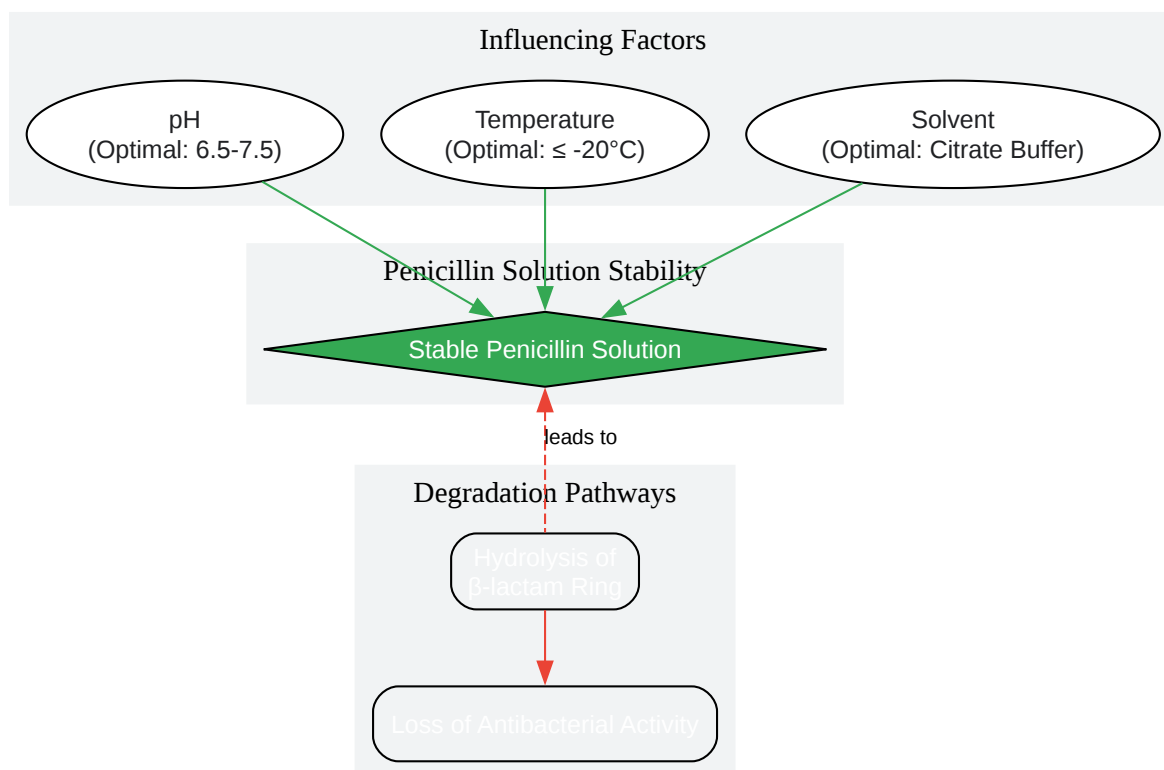 Influencing Factors
pH
(Optimal: 6.5-7.5)
Temperature
(Optimal: ≤ -20°C)
Solvent
(Optimal: Citrate Buffer)
Penicillin Solution Stability
Stable Penicillin Solution
leads to
Degradation Pathways
Hydrolysis of
β-lactam Ring
Loss of Antibacterial Activity